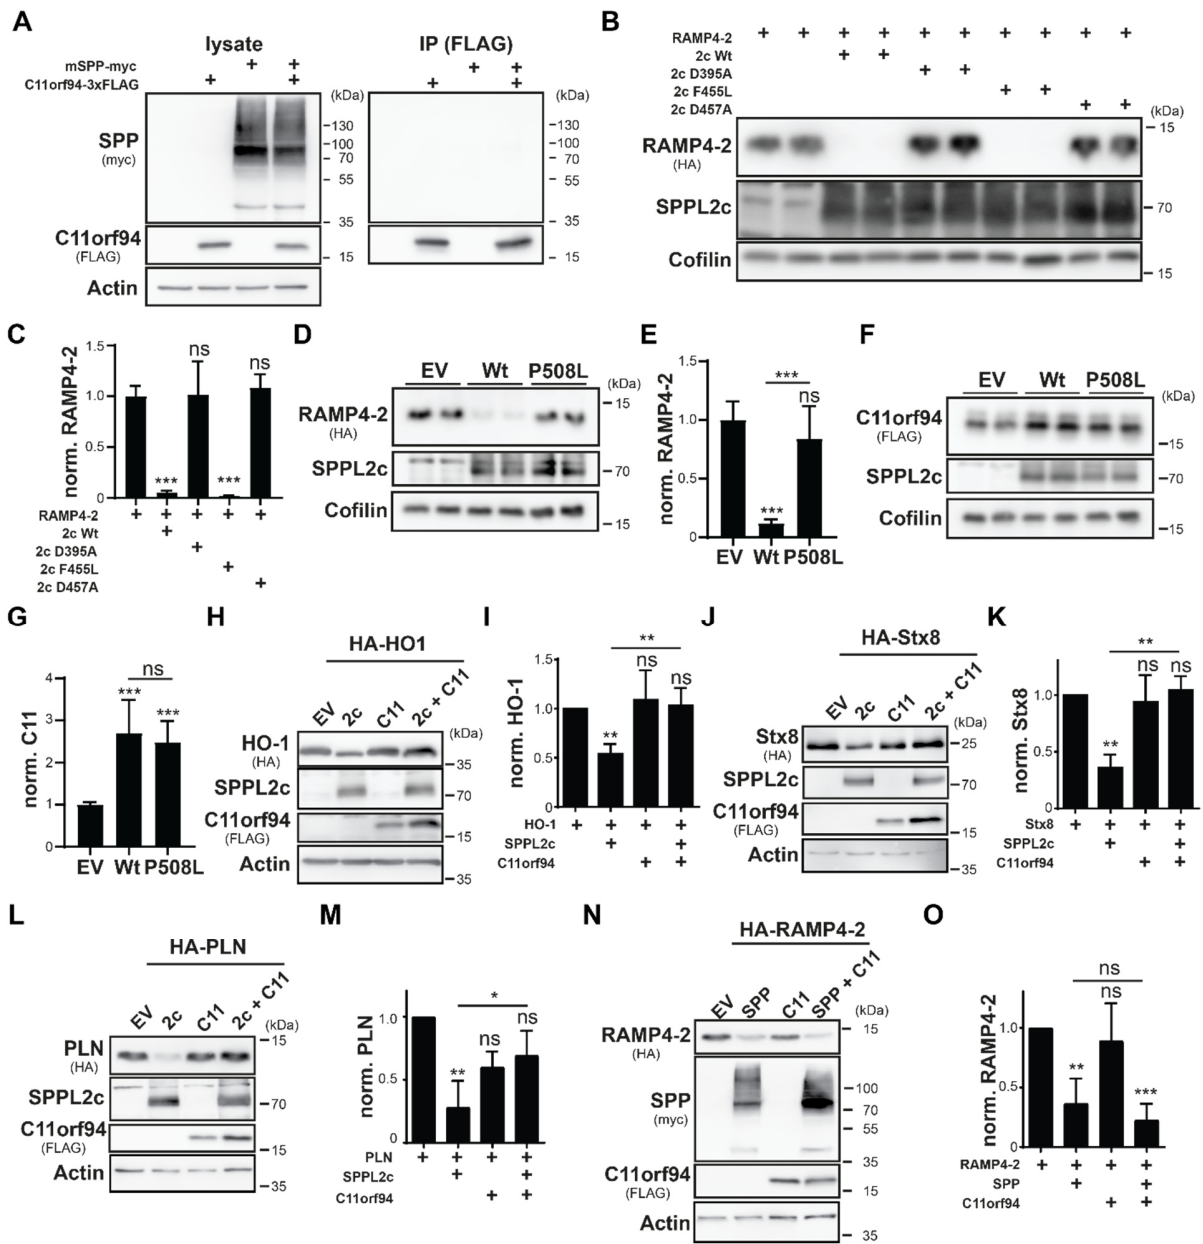 A
lysate
IP (FLAG)
mSPP-myc + + + +
C11orf94-3xFLAG + + + +
(kDa) (kDa)
SPP
(myc)
130
100
70
55
35
130
100
70
55
35
C11orf94
(FLAG)
15
15
Actin
B
RAMP4-2 + + + + + + + + + +
2c Wt + +
2c D395A + +
2c F455L + +
2c D457A + +
(kDa)
RAMP4-2
(HA)
15
SPPL2c
70
Cofilin
15
C
norm. RAMP4-2
1.5
1.0
0.5
0
*** ns *** ns
RAMP4-2 + + + + +
2c Wt +
2c D395A +
2c F455L +
2c D457A +
D
EV Wt P508L
(kDa)
RAMP4-2
(HA)
15
SPPL2c
70
Cofilin
15
E
norm. RAMP4-2
1.5
1.0
0.5
0
***
*** ns
EV Wt P508L
F
EV Wt P508L
(kDa)
C11orf94
(FLAG)
15
SPPL2c
70
Cofilin
15
G
norm. C11
4
3
2
1
0
ns
*** ***
EV Wt P508L
H
HA-HO1
EV 2c C11 2c + C11
(kDa)
HO-1
(HA)
35
SPPL2c
70
C11orf94
(FLAG)
15
Actin
35
I
norm. HO-1
1.5
1.0
0.5
0
**
** ns ns
HO-1 + + + +
SPPL2c + +
C11orf94 + +
J
HA-Stx8
EV 2c C11 2c + C11
(kDa)
Stx8
(HA)
25
SPPL2c
70
C11orf94
(FLAG)
15
Actin
35
K
norm. Stx8
1.0
0.5
0
**
** ns ns
Stx8 + + + +
SPPL2c + +
C11orf94 + +
L
HA-PLN
EV 2c C11 2c + C11
(kDa)
PLN
(HA)
15
SPPL2c
70
C11orf94
(FLAG)
15
Actin
35
M
norm. PLN
1.0
0.5
0
*
** ns ns
PLN + + + +
SPPL2c + +
C11orf94 + +
N
HA-RAMP4-2
EV SPP C11 SPP + C11
(kDa)
RAMP4-2
(HA)
15
SPP
(myc)
100
70
55
35
C11orf94
(FLAG)
15
Actin
35
O
norm. RAMP4-2
1.0
0.5
0
ns
** ns ***
RAMP4-2 + + + +
SPP + +
C11orf94 + +